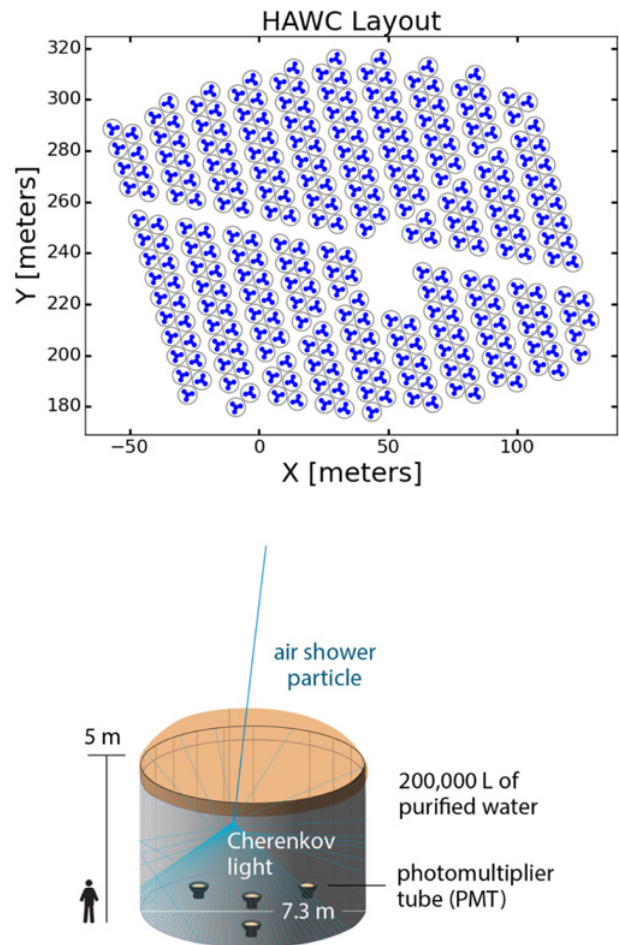 HAWC Layout
320
300
280
260
240
220
200
180
Y [meters]
−50
0
50
100
X [meters]
air shower
particle
5 m
200,000 L of
purified water
Cherenkov
light
photomultiplier
tube (PMT)
7.3 m